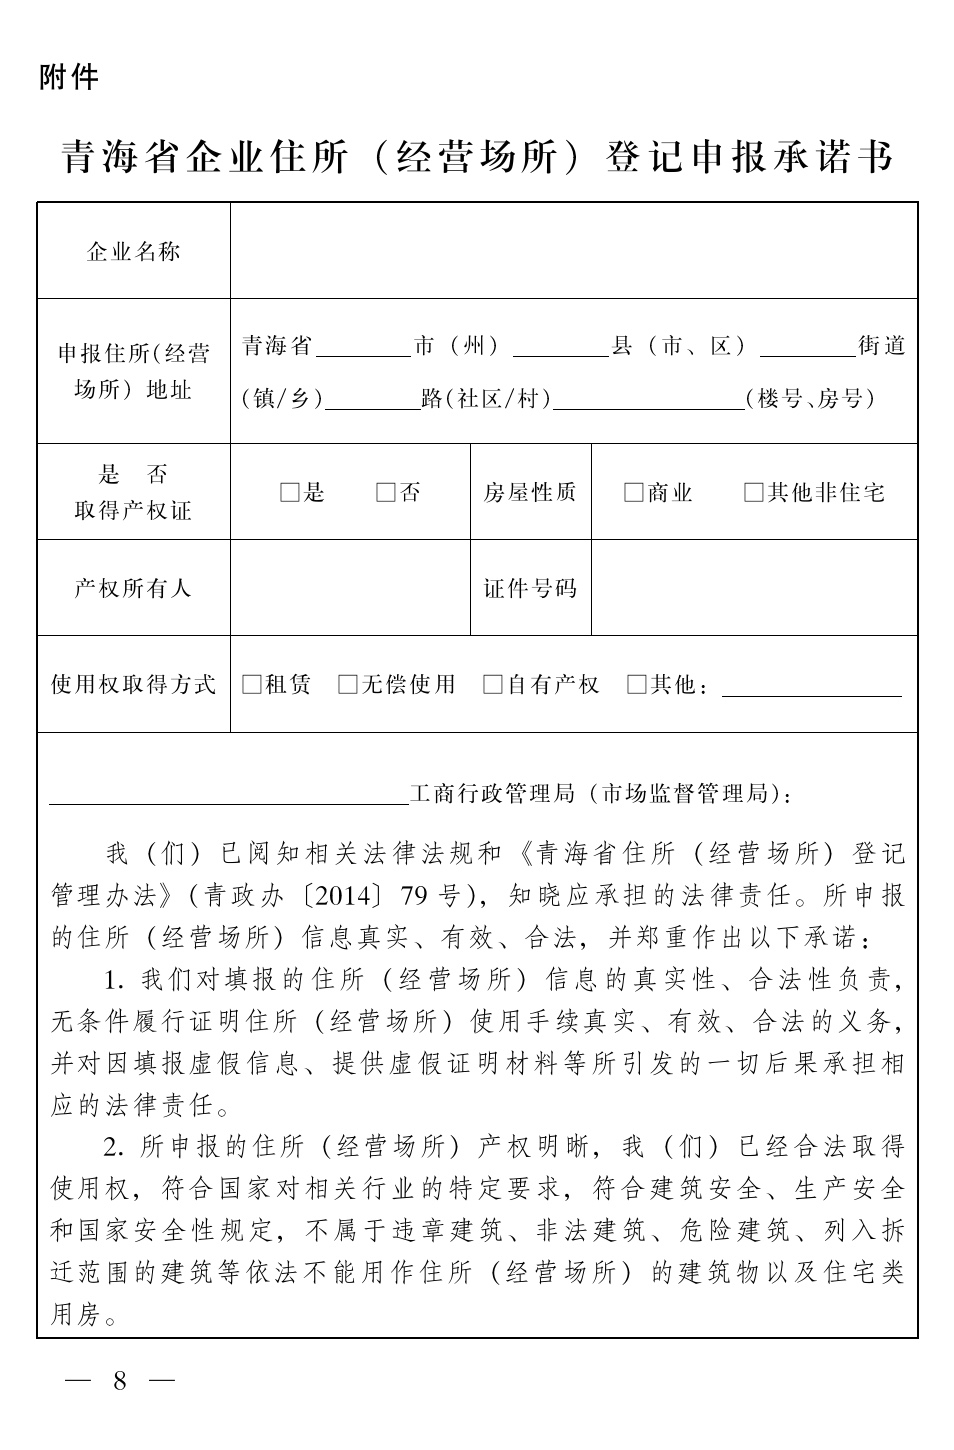 附件
青海省企业住所（经营场所）登记申报承诺书
企业名称
申报住所(经营
场所）地址
青海省________市（州）________县（市、区）________街道
(镇/乡)________路(社区/村)________________(楼号、房号)
是　否
取得产权证
□是　　□否
房屋性质
□商业　　□其他非住宅
产权所有人
证件号码
使用权取得方式
□租赁　□无偿使用　□自有产权　□其他：_______________
______________________________工商行政管理局（市场监督管理局）：
我（们）已阅知相关法律法规和《青海省住所（经营场所）登记
管理办法》(青政办〔2014〕79 号)，知晓应承担的法律责任。所申报
的住所（经营场所）信息真实、有效、合法，并郑重作出以下承诺：
1. 我们对填报的住所（经营场所）信息的真实性、合法性负责，
无条件履行证明住所（经营场所）使用手续真实、有效、合法的义务，
并对因填报虚假信息、提供虚假证明材料等所引发的一切后果承担相
应的法律责任。
2. 所申报的住所（经营场所）产权明晰，我（们）已经合法取得
使用权，符合国家对相关行业的特定要求，符合建筑安全、生产安全
和国家安全性规定，不属于违章建筑、非法建筑、危险建筑、列入拆
迁范围的建筑等依法不能用作住所（经营场所）的建筑物以及住宅类
用房。
— 8 —